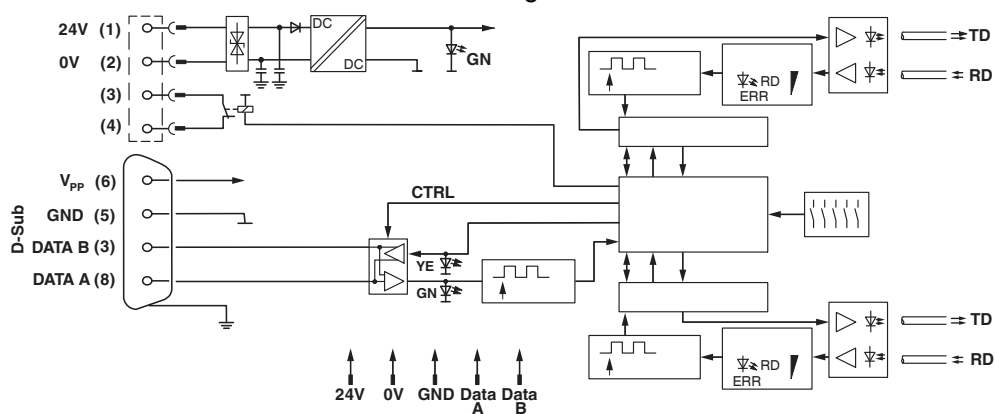 24V (1)
0V (2)
(3)
(4)
DC
DC
GN
D-Sub
VPP (6)
GND (5)
DATA B (3)
DATA A (8)
CTRL
YE
GN
24V
0V
GND
Data A
Data B
RD
ERR
TD
RD
RD
ERR
TD
RD